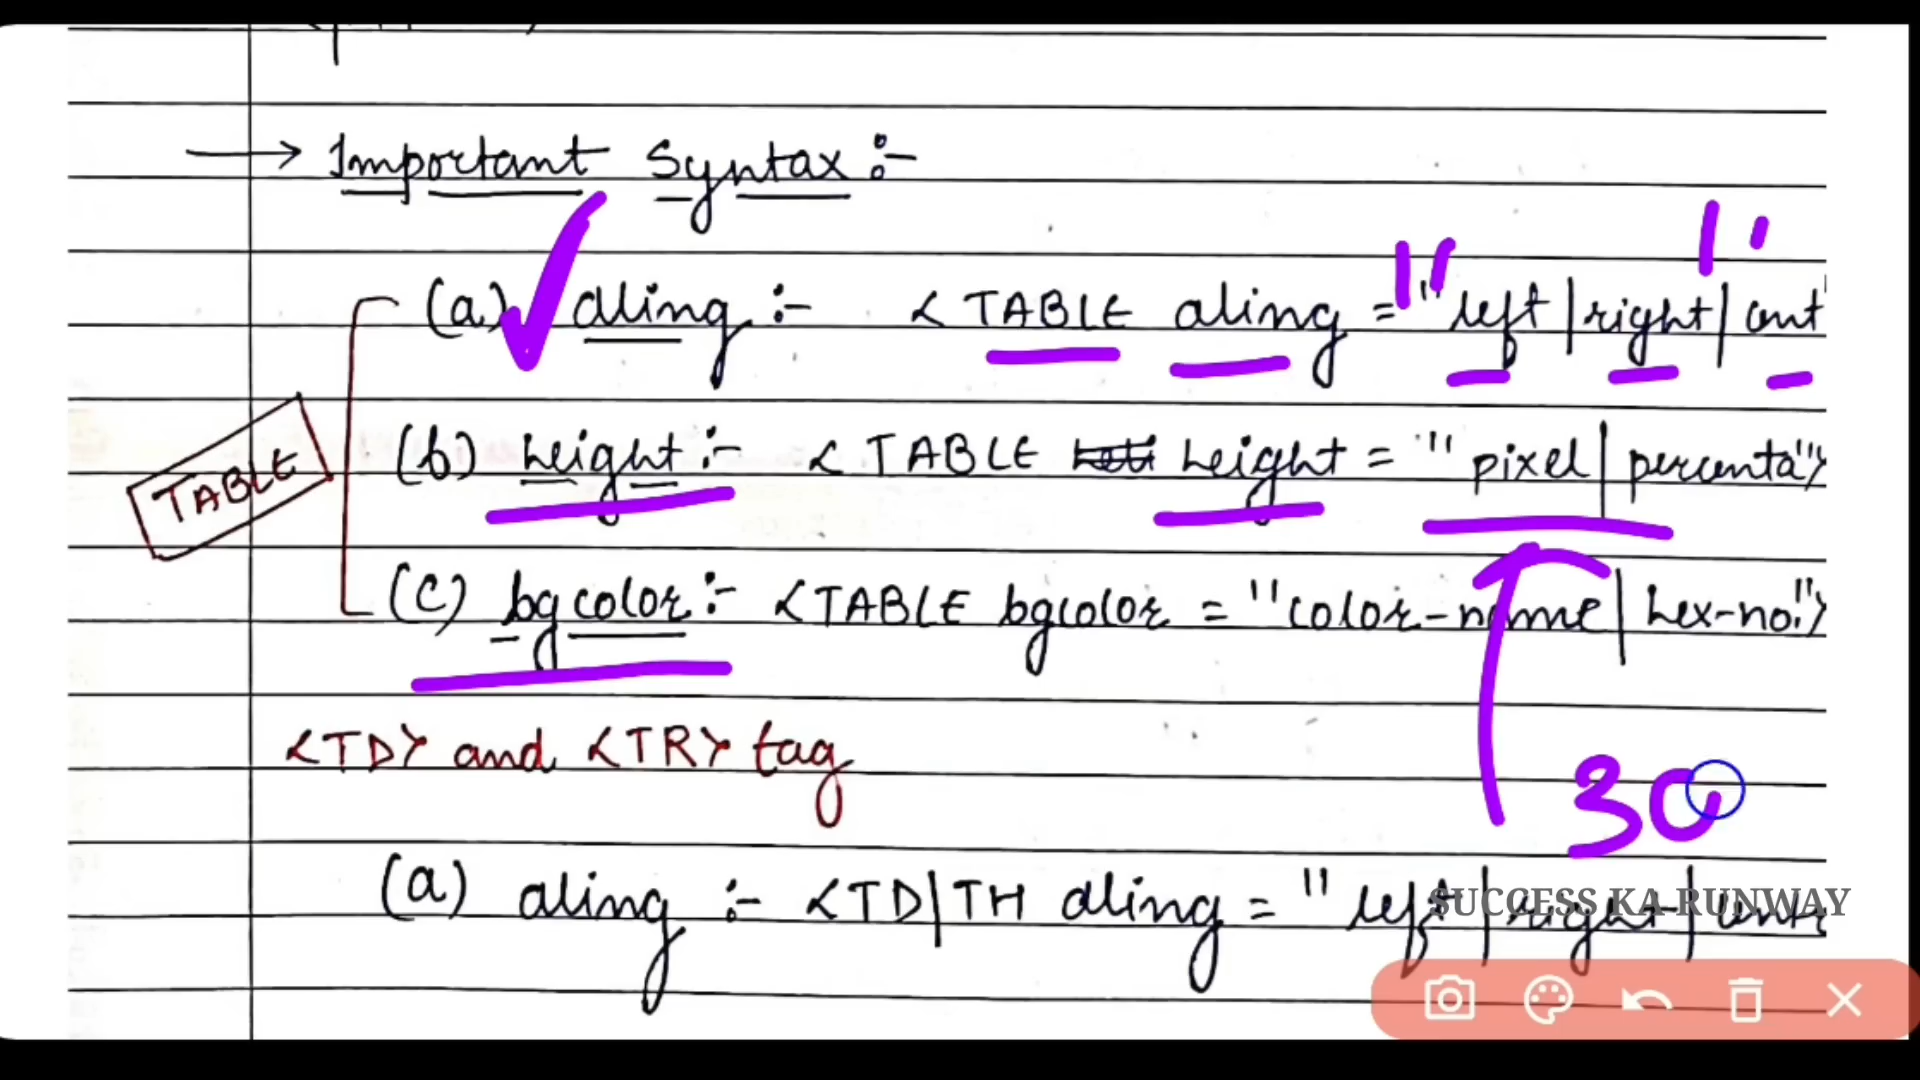 → Important Syntax :-
(a) aling :- <TABLE aling = "left|right|cent
(b) height :- <TABLE height = "pixel|percenta">
TABLE
(c) bgcolor :- <TABLE bgcolor = "color-name|hex-no.">
<TD> and <TR> tag
30
(a) aling :- <TD|TH aling = "left|right|cente
SUCCESS KA RUNWAY